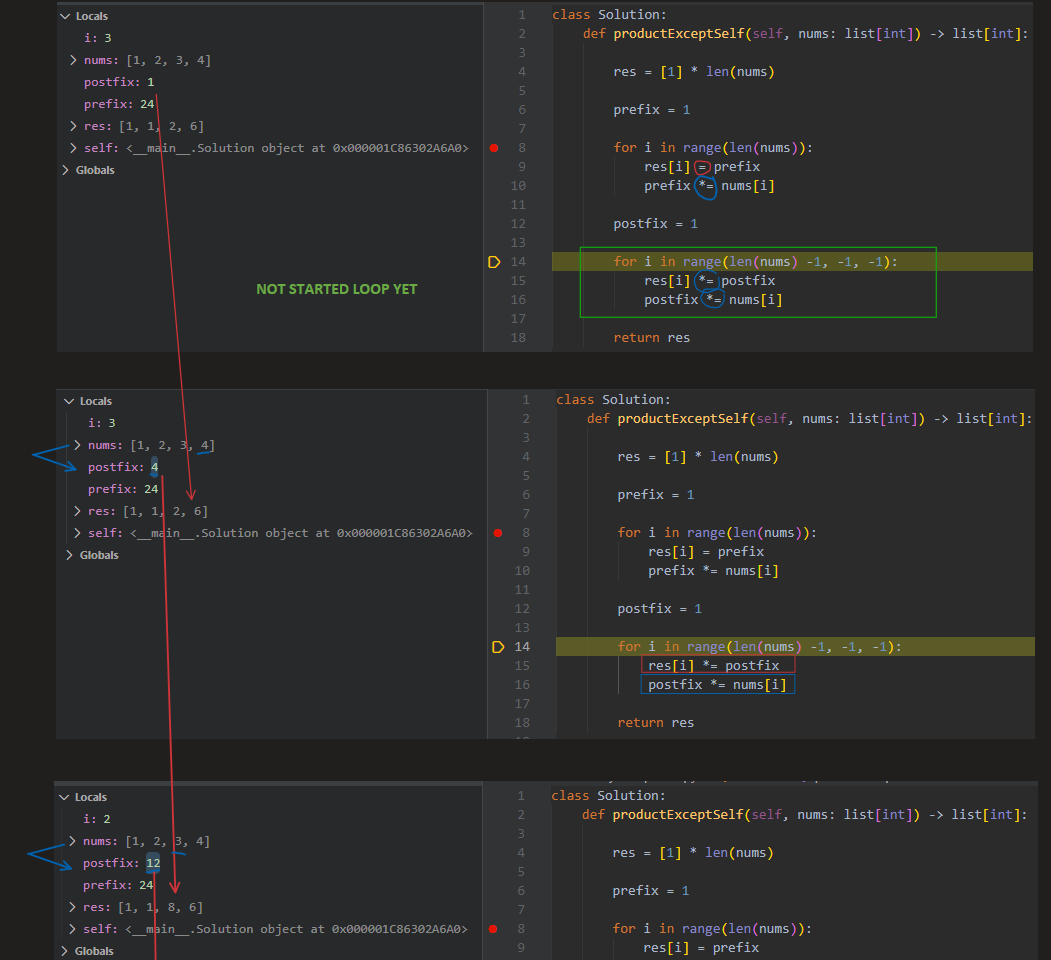 Locals
i: 3
nums: [1, 2, 3, 4]
postfix: 1
prefix: 24
res: [1, 1, 2, 6]
self: <__main__.Solution object at 0x000001C86302A6A0>
Globals
NOT STARTED LOOP YET
1 class Solution:
2 def productExceptSelf(self, nums: list[int]) -> list[int]:
3
4 res = [1] * len(nums)
5
6 prefix = 1
7
8 for i in range(len(nums)):
9 res[i] = prefix
10 prefix *= nums[i]
11
12 postfix = 1
13
14 for i in range(len(nums) -1, -1, -1):
15 res[i] *= postfix
16 postfix *= nums[i]
17
18 return res
Locals
i: 3
nums: [1, 2, 3, 4]
postfix: 4
prefix: 24
res: [1, 1, 2, 6]
self: <__main__.Solution object at 0x000001C86302A6A0>
Globals
1 class Solution:
2 def productExceptSelf(self, nums: list[int]) -> list[int]:
3
4 res = [1] * len(nums)
5
6 prefix = 1
7
8 for i in range(len(nums)):
9 res[i] = prefix
10 prefix *= nums[i]
11
12 postfix = 1
13
14 for i in range(len(nums) -1, -1, -1):
15 res[i] *= postfix
16 postfix *= nums[i]
17
18 return res
Locals
i: 2
nums: [1, 2, 3, 4]
postfix: 12
prefix: 24
res: [1, 1, 8, 6]
self: <__main__.Solution object at 0x000001C86302A6A0>
Globals
1 class Solution:
2 def productExceptSelf(self, nums: list[int]) -> list[int]:
3
4 res = [1] * len(nums)
5
6 prefix = 1
7
8 for i in range(len(nums)):
9 res[i] = prefix